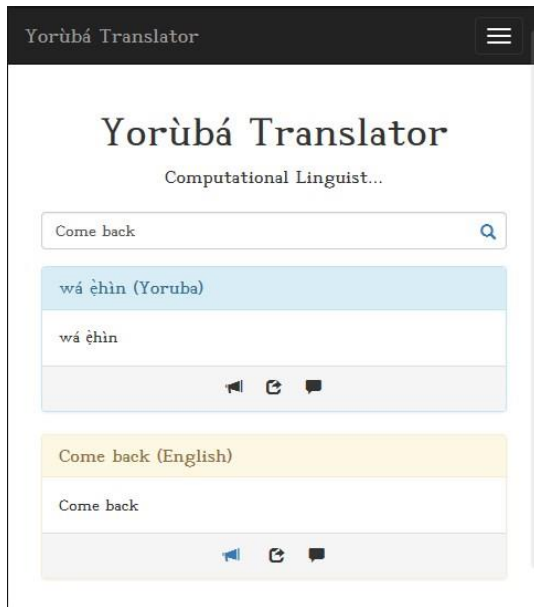 Yorùbá Translator
Yorùbá Translator
Computational Linguist...
Come back
wá ẹ̀hìn (Yoruba)
wá ẹ̀hìn
Come back (English)
Come back